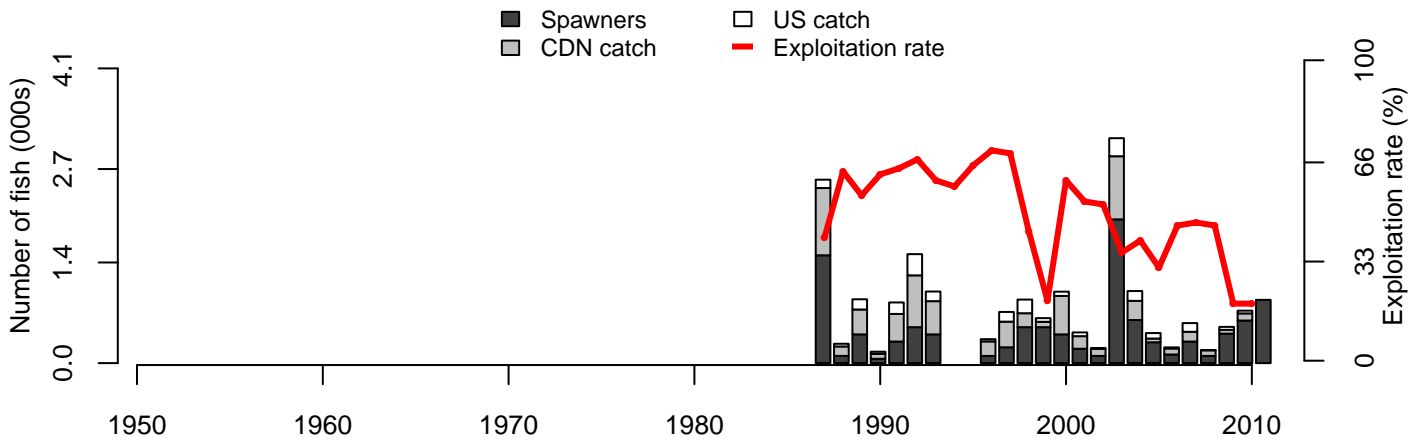 Spawners
US catch
CDN catch
Exploitation rate
Number of fish (000s)
4.1
2.7
1.4
0.0
100
66
33
0
Exploitation rate (%)
1950 1960 1970 1980 1990 2000 2010